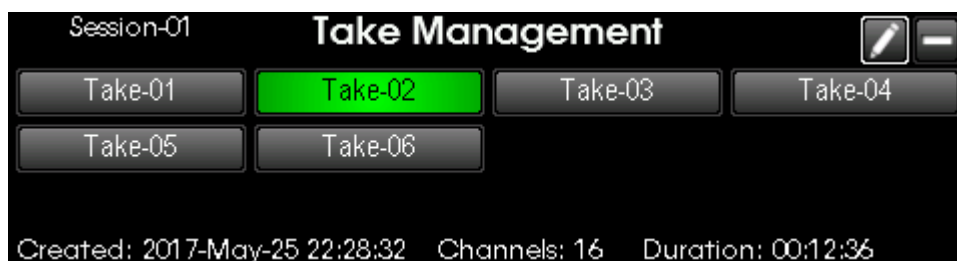 Session-01 Take Management
Take-01 Take-02 Take-03 Take-04
Take-05 Take-06
Created: 2017-May-25 22:28:32 Channels: 16 Duration: 00:12:36